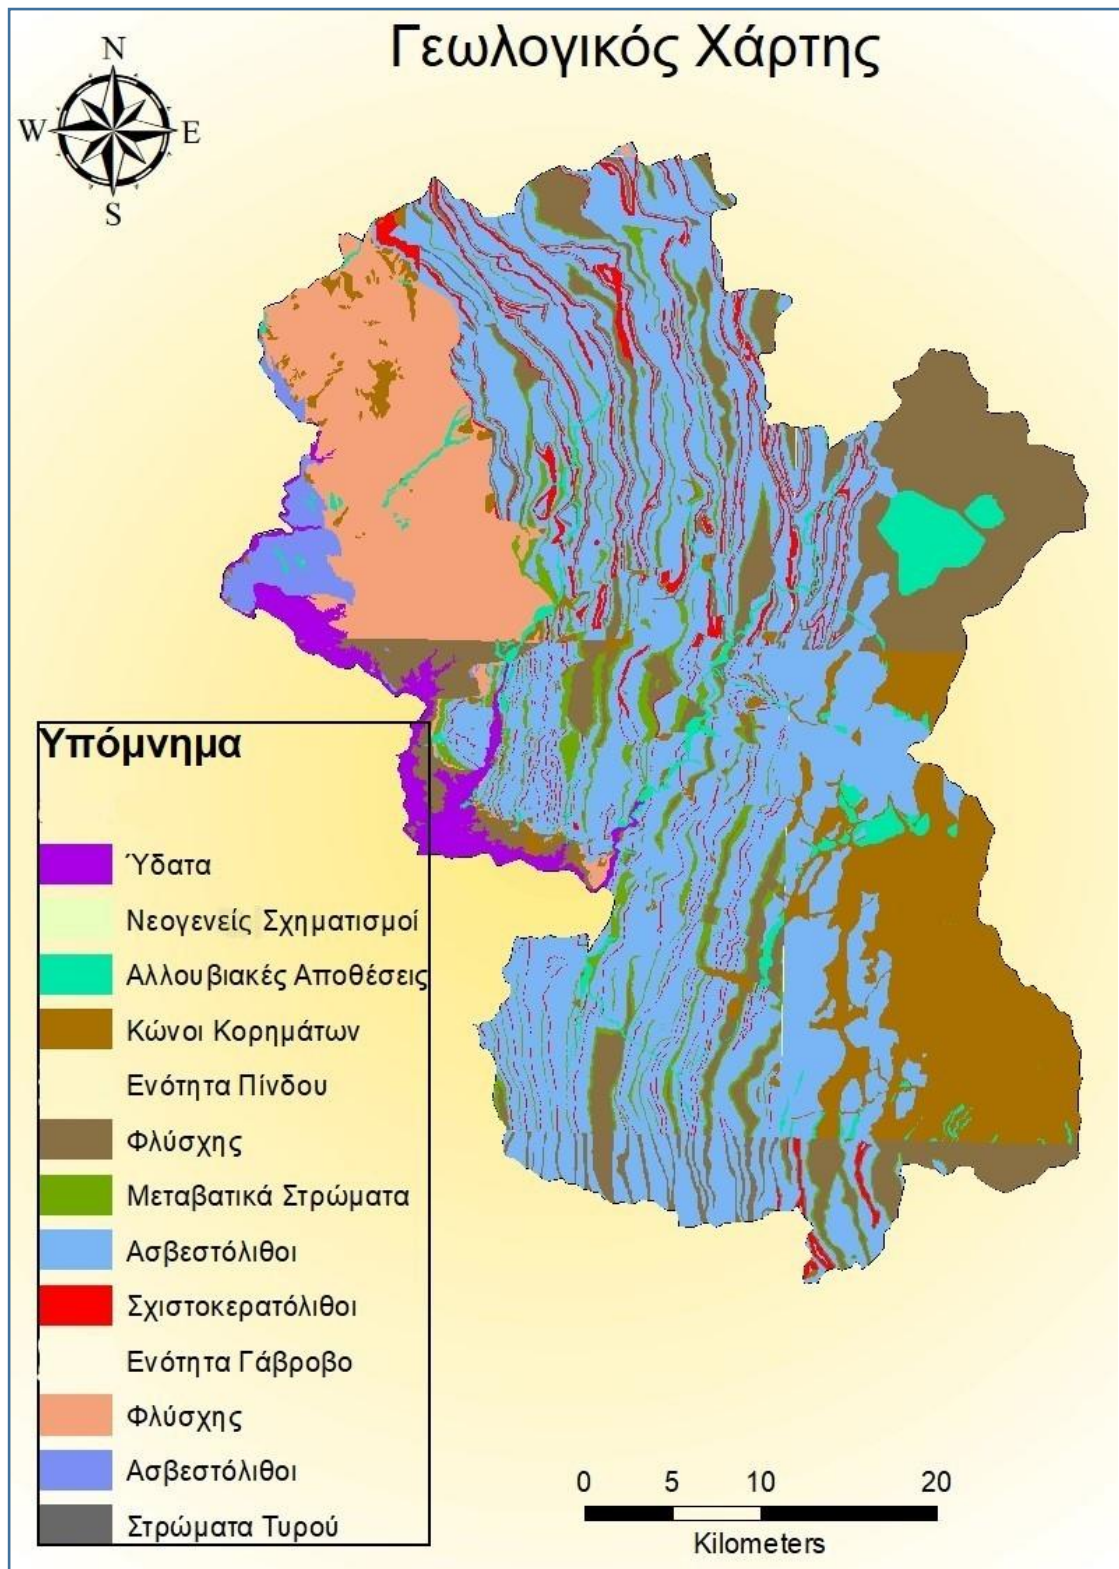 Γεωλογικός Χάρτης
N
W E
S
Υπόμνημα
Ύδατα
Νεογενείς Σχηματισμοί
Αλλουβιακές Αποθέσεις
Κώνοι Κορημάτων
Ενότητα Πίνδου
Φλύσχης
Μεταβατικά Στρώματα
Ασβεστόλιθοι
Σχιστοκερατόλιθοι
Ενότητα Γάβροβο
Φλύσχης
Ασβεστόλιθοι
Στρώματα Τυρού
0 5 10 20
Kilometers